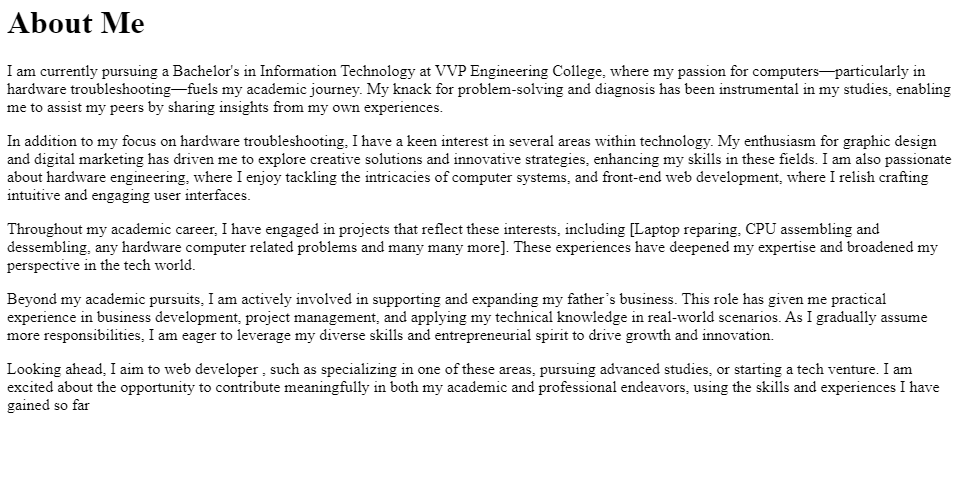 About Me
I am currently pursuing a Bachelor's in Information Technology at VVP Engineering College, where my passion for computers—particularly in
hardware troubleshooting—fuels my academic journey. My knack for problem-solving and diagnosis has been instrumental in my studies, enabling
me to assist my peers by sharing insights from my own experiences.
In addition to my focus on hardware troubleshooting, I have a keen interest in several areas within technology. My enthusiasm for graphic design
and digital marketing has driven me to explore creative solutions and innovative strategies, enhancing my skills in these fields. I am also passionate
about hardware engineering, where I enjoy tackling the intricacies of computer systems, and front-end web development, where I relish crafting
intuitive and engaging user interfaces.
Throughout my academic career, I have engaged in projects that reflect these interests, including [Laptop reparing, CPU assembling and
dessembling, any hardware computer related problems and many many more]. These experiences have deepened my expertise and broadened my
perspective in the tech world.
Beyond my academic pursuits, I am actively involved in supporting and expanding my father’s business. This role has given me practical
experience in business development, project management, and applying my technical knowledge in real-world scenarios. As I gradually assume
more responsibilities, I am eager to leverage my diverse skills and entrepreneurial spirit to drive growth and innovation.
Looking ahead, I aim to web developer , such as specializing in one of these areas, pursuing advanced studies, or starting a tech venture. I am
excited about the opportunity to contribute meaningfully in both my academic and professional endeavors, using the skills and experiences I have
gained so far